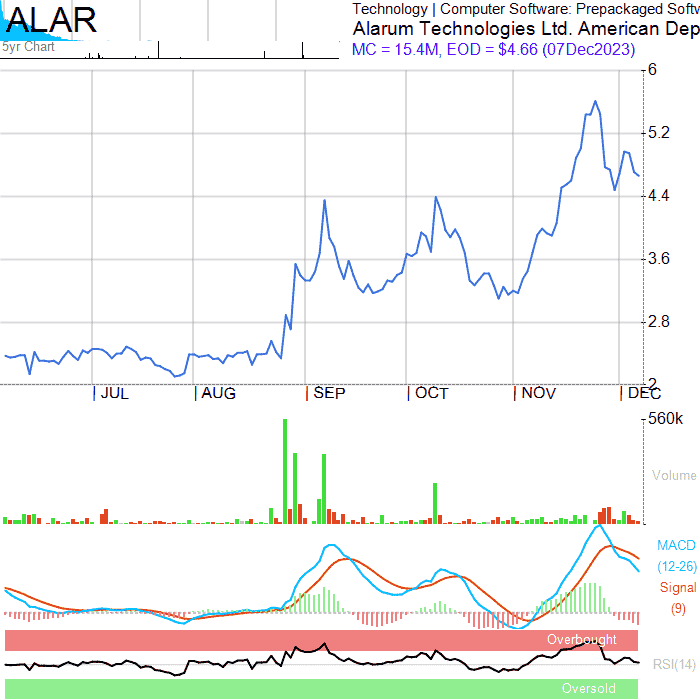 ALAR
5yr Chart
Technology | Computer Software: Prepackaged Softw
Alarum Technologies Ltd. American Dep
MC = 15.4M, EOD = $4.66 (07Dec2023)
6
5.2
4.4
3.6
2.8
2
JUL AUG SEP OCT NOV DEC
560k
Volume
MACD
(12-26)
Signal
(9)
Overbought
RSI(14)
Oversold